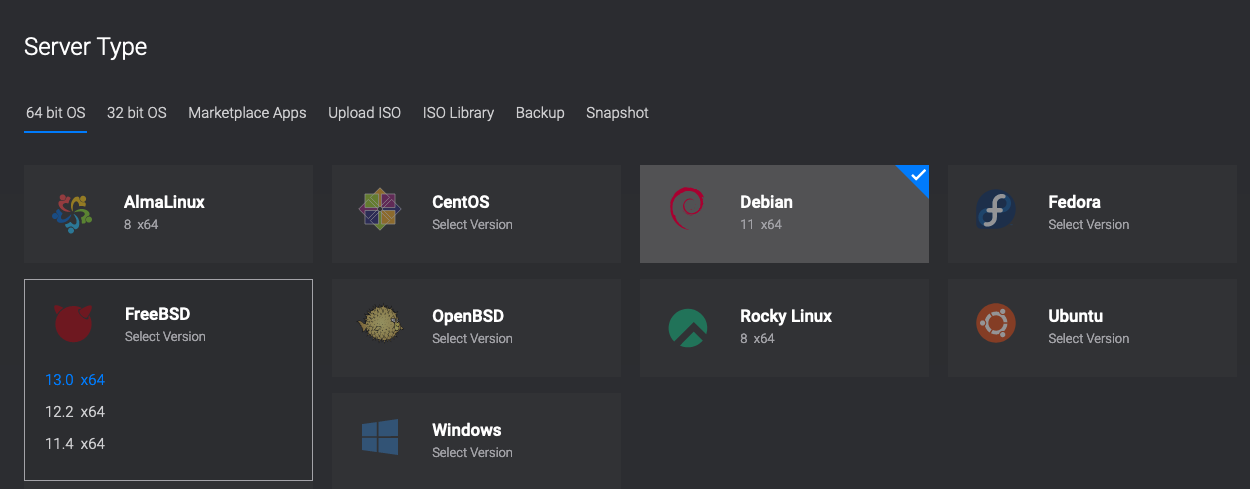 Server Type
64 bit OS 32 bit OS Marketplace Apps Upload ISO ISO Library Backup Snapshot
AlmaLinux
8 x64
CentOS
Select Version
Debian
11 x64
Fedora
Select Version
FreeBSD
Select Version
13.0 x64
12.2 x64
11.4 x64
OpenBSD
Select Version
Rocky Linux
8 x64
Ubuntu
Select Version
Windows
Select Version